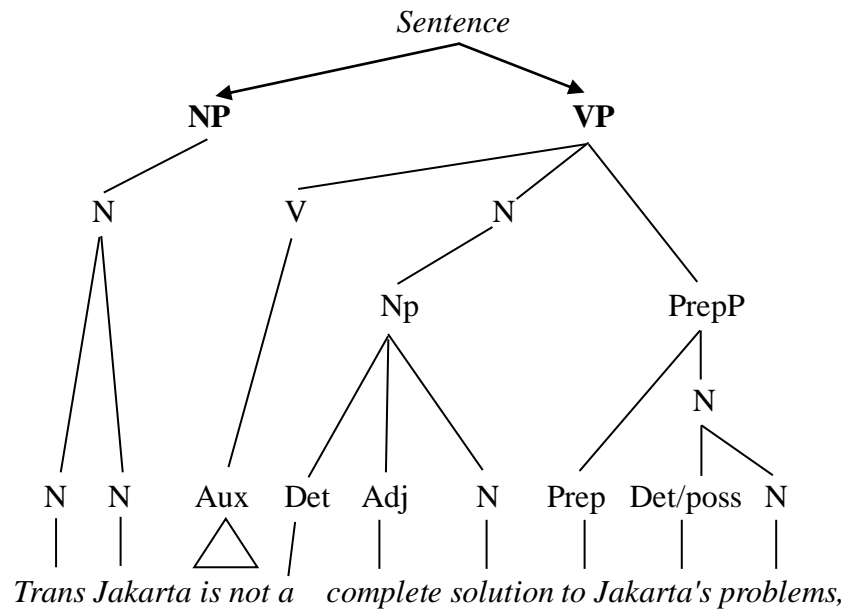 Sentence
NP VP
N V N
Np PrepP
N
N N Aux Det Adj N Prep Det/poss N
Trans Jakarta is not a complete solution to Jakarta's problems,